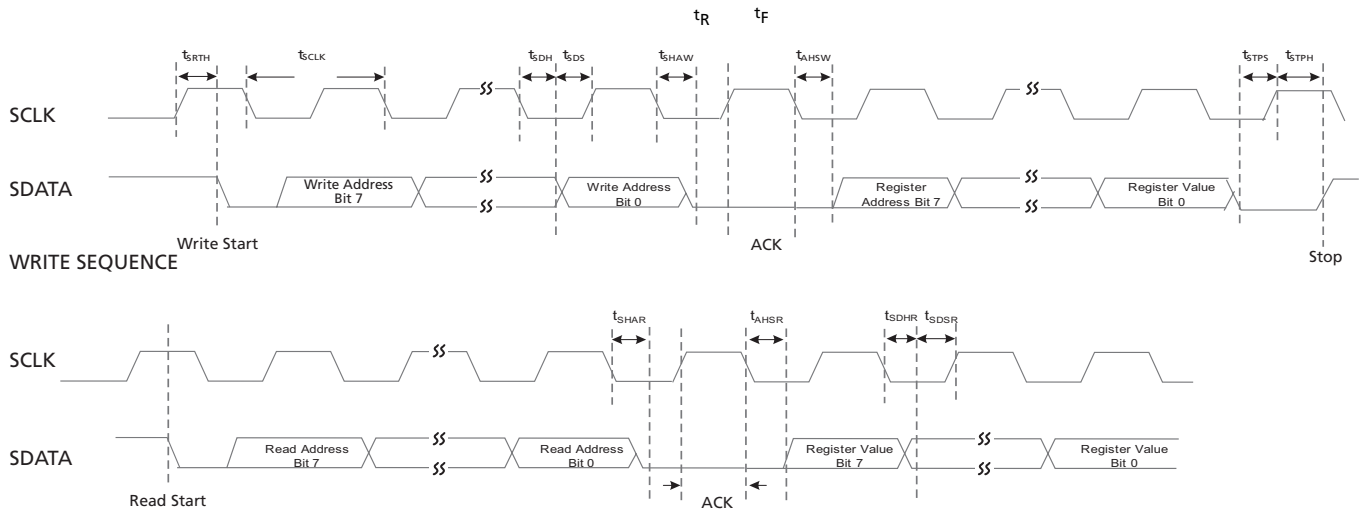 tR tF
tSRTH tSCLK tSDH tSDS tSHAW tAHSW tSTPS tSTPH
SCLK
SDATA
Write Address
Bit 7
Write Address
Bit 0
Register
Address Bit 7
Register Value
Bit 0
Write Start ACK Stop
WRITE SEQUENCE
tSHAR tAHSR tSDHR tSDSR
SCLK
SDATA
Read Address
Bit 7
Read Address
Bit 0
Register Value
Bit 7
Register Value
Bit 0
Read Start ACK